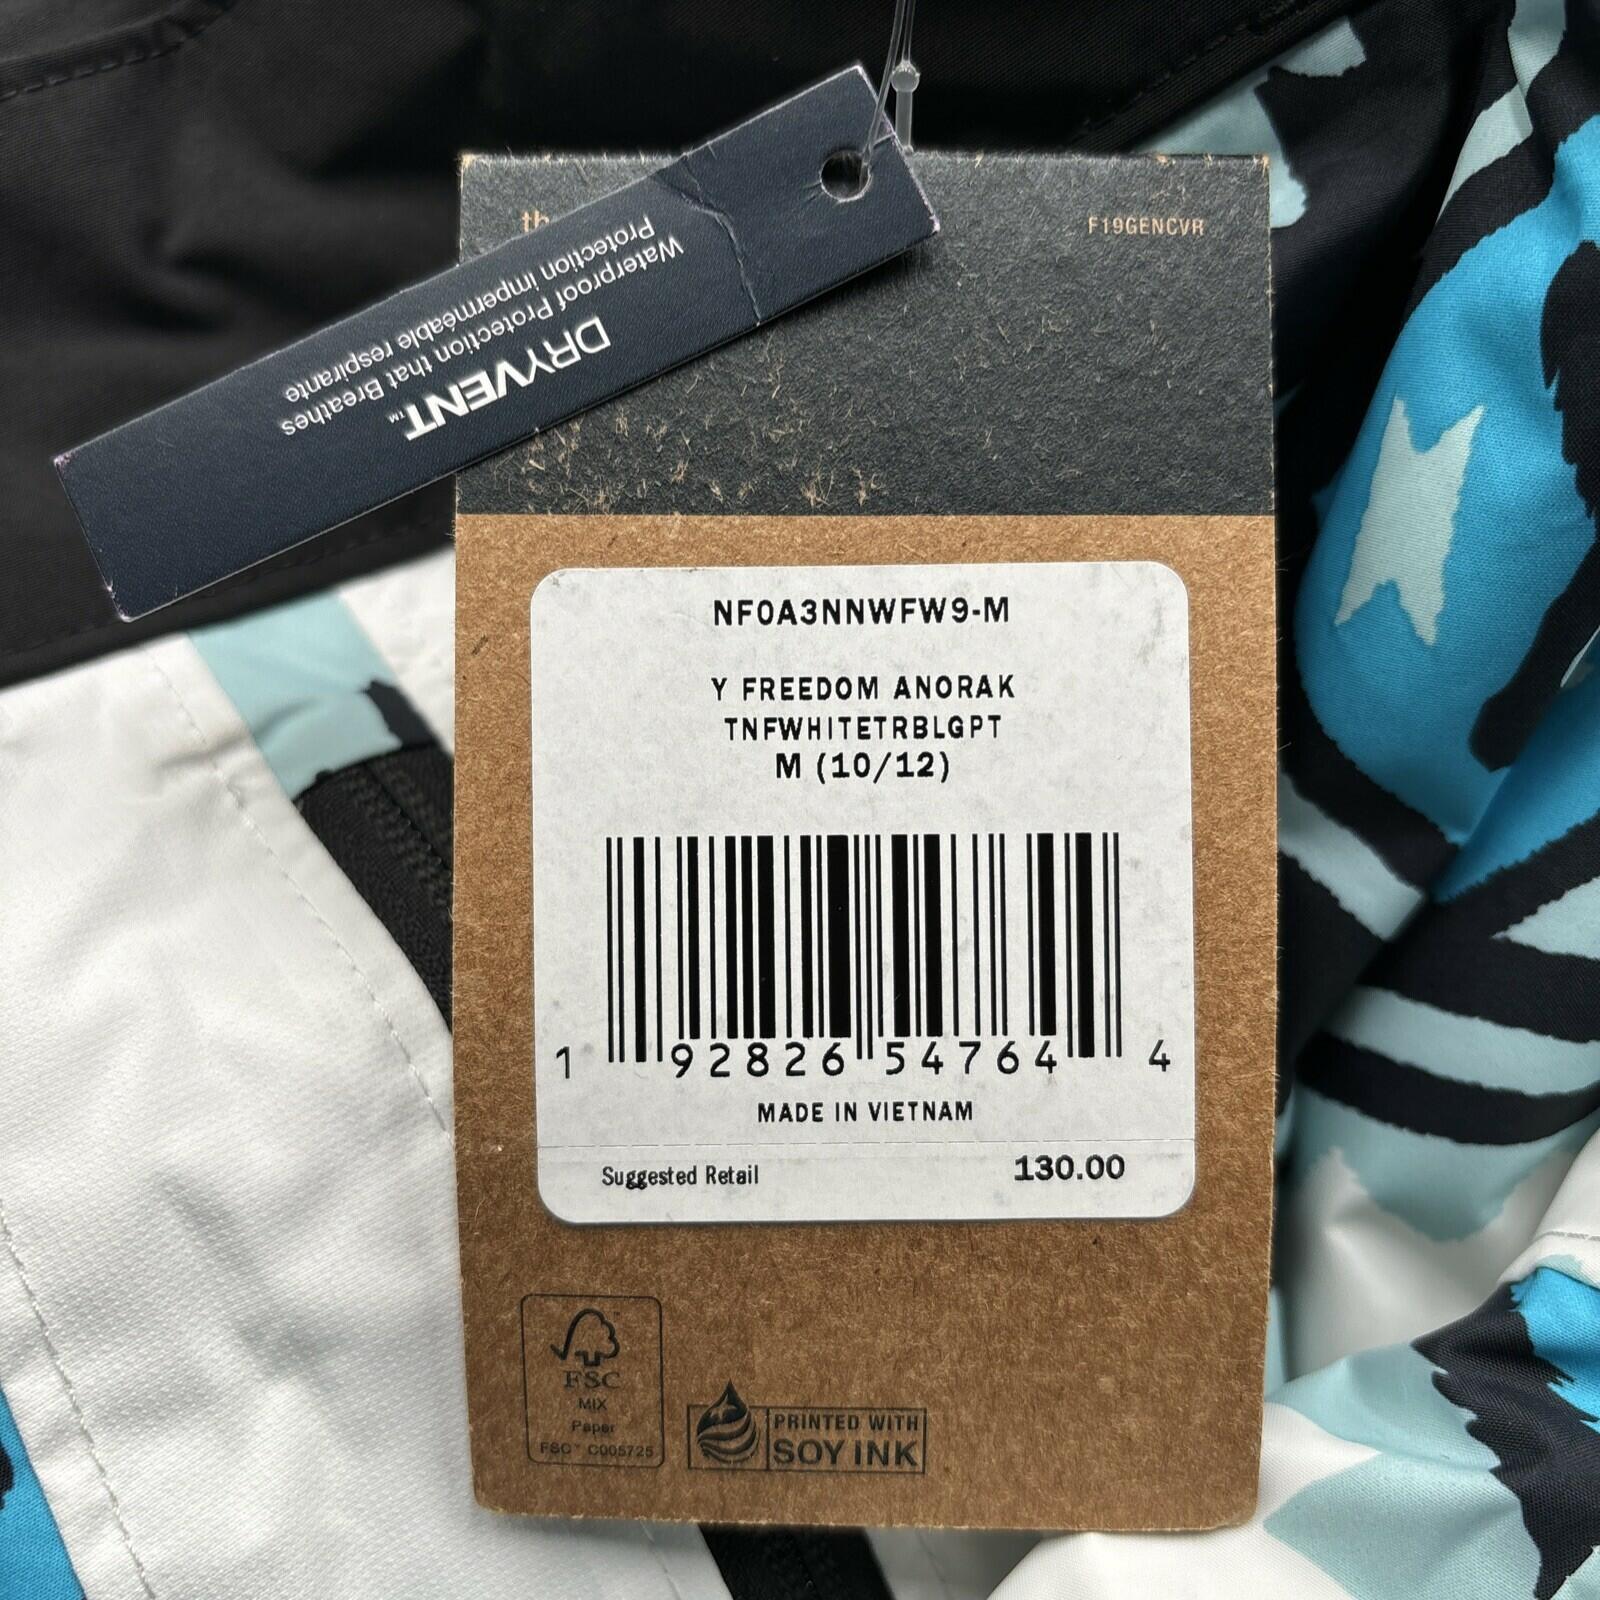 F19GENCVR
DRYVENT™
Waterproof Protection that Breathes
Protection imperméable respirante
NF0A3NNWFW9-M
Y FREEDOM ANORAK
TNFWHITETRBLGPT
M (10/12)
1 92826 54764 4
MADE IN VIETNAM
Suggested Retail 130.00
FSC
MIX
Paper
FSC™ C005725
PRINTED WITH
SOY INK